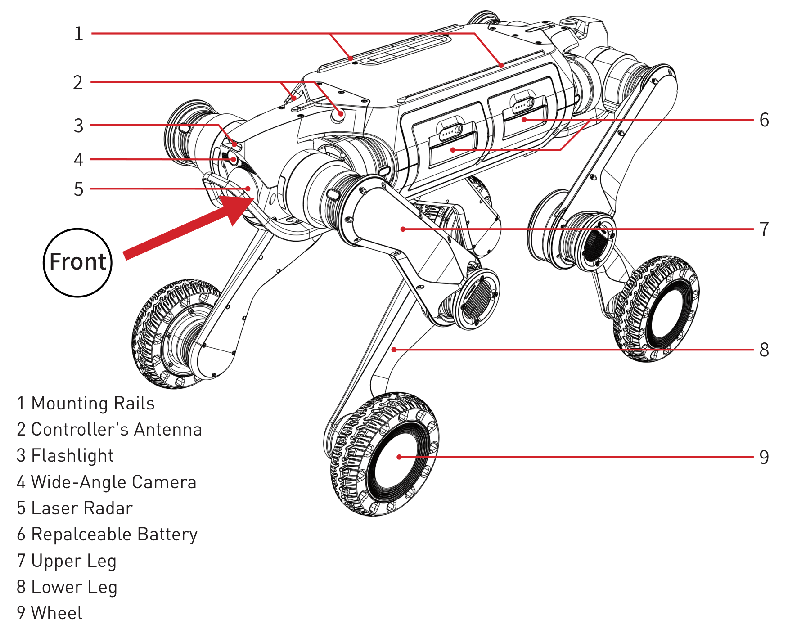 1
2
3
4
5
6
7
8
9
Front
1 Mounting Rails
2 Controller's Antenna
3 Flashlight
4 Wide-Angle Camera
5 Laser Radar
6 Repalceable Battery
7 Upper Leg
8 Lower Leg
9 Wheel